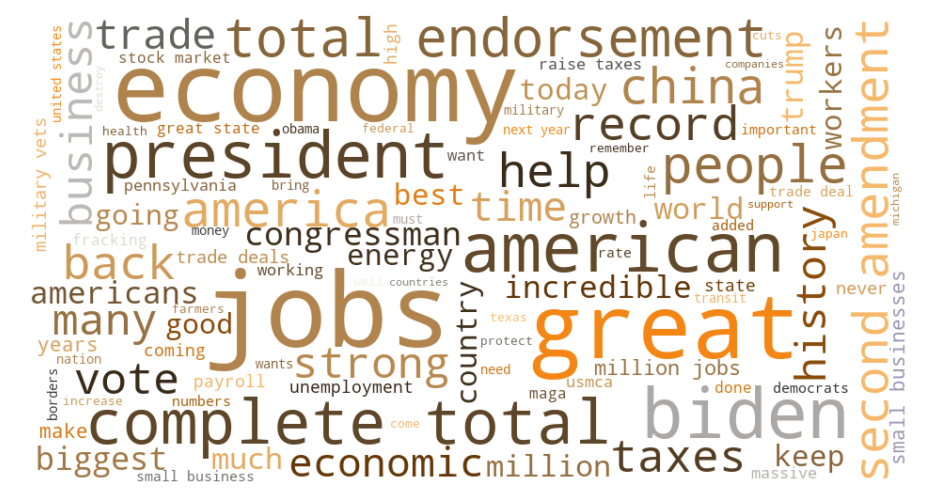 trade
total endorsement
cuts
stock market
high
united states
business
destroy
economy
raise taxes
companies
trump
workers
today
china
military
health
great state
obama
federal
next year
record
important
remember
military vets
president
want
help
people
life
trade deal
second amendment
pennsylvania
bring
best
time
growth
world
support
michigan
going
america
money
must
added
japan
fracking
congressman
american
history
back
trade deals
energy
rate
working
well
countries
never
americans
jobs
country
incredible
state
transit
small businesses
many
farmers
good
texas
great
years
coming
protect
nation
wants
strong
need
million jobs
vote
payroll
unemployment
usmca
done
democrats
maga
borders
increase
numbers
complete total
biden
make
come
biggest
much
economic
million
taxes
keep
small business
massive